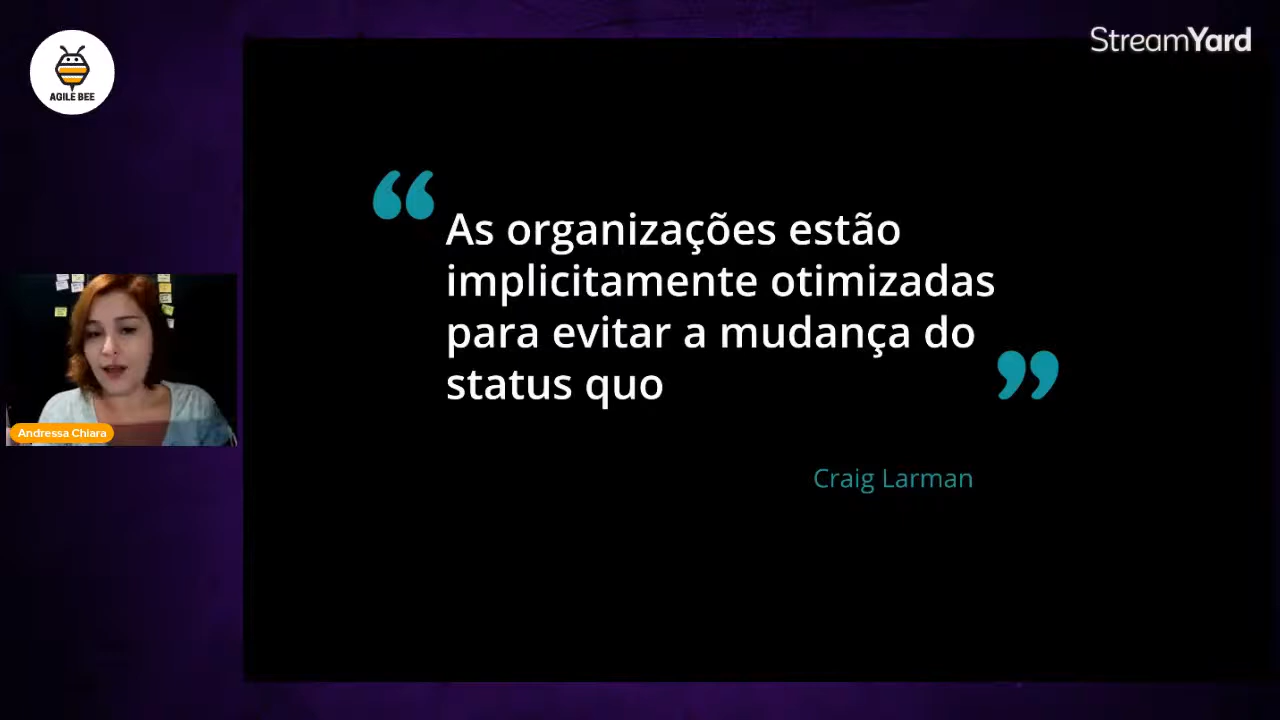 AGILE BEE
StreamYard
“As organizações estão
implicitamente otimizadas
para evitar a mudança do
status quo”
Craig Larman
Andressa Chiara